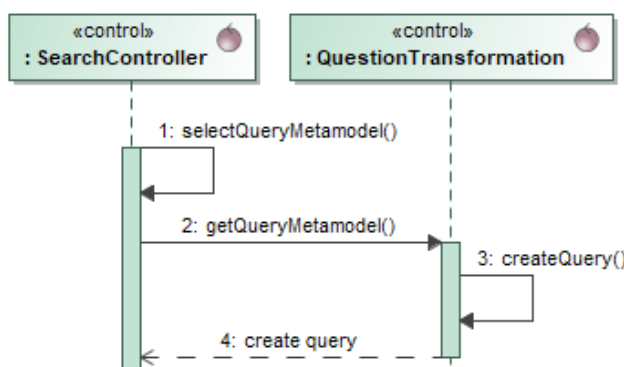 «control»
: SearchController
«control»
: QuestionTransformation
1: selectQueryMetamodel()
2: getQueryMetamodel()
3: createQuery()
4: create query